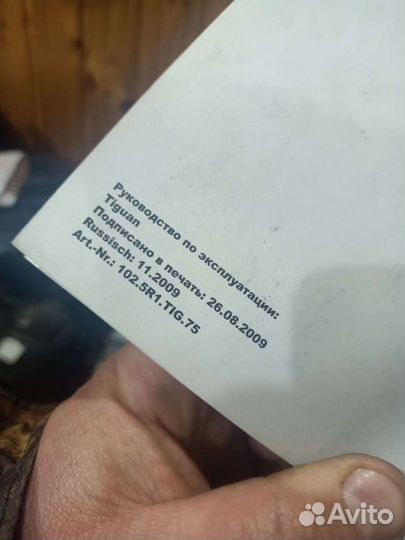 Руководство по эксплуатации:
Tiguan
Подписано в печать: 26.08.2009
Russisch: 11.2009
Art.-Nr.: 102.5R1.TIG.75
Avito